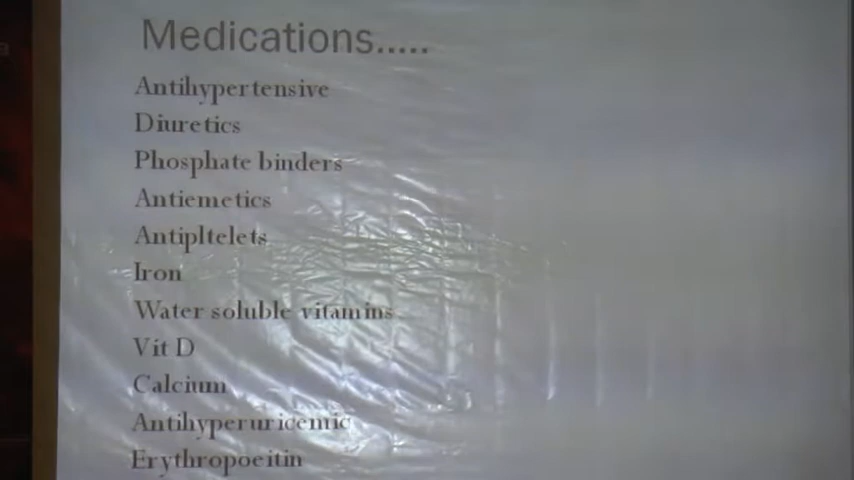 Medications.....
Antihypertensive
Diuretics
Phosphate binders
Antiemetics
Antipltelets
Iron
Water soluble vitamins
Vit D
Calcium
Antihyperuricemic
Erythropoeitin